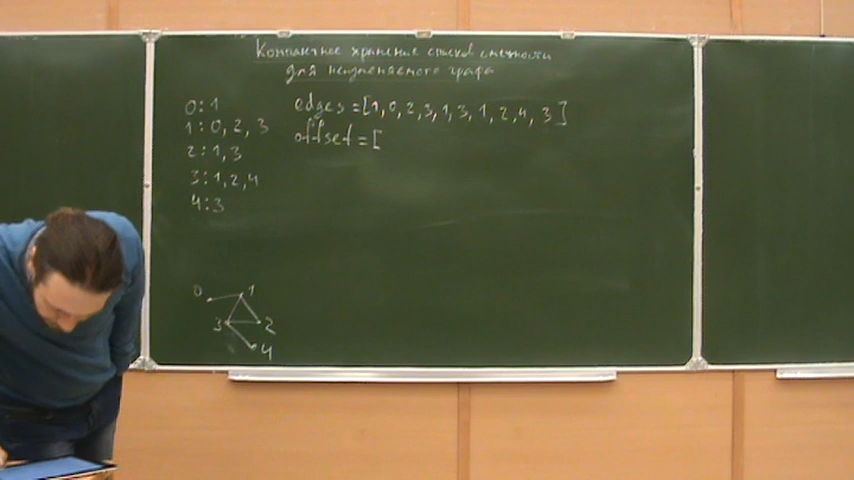 Компактное хранение списков смежности
для неизменяемого графа
0: 1
1: 0, 2, 3
2: 1, 3
3: 1, 2, 4
4: 3
edges = [1, 0, 2, 3, 1, 3, 1, 2, 4, 3]
offset = [
0
1
3
2
4